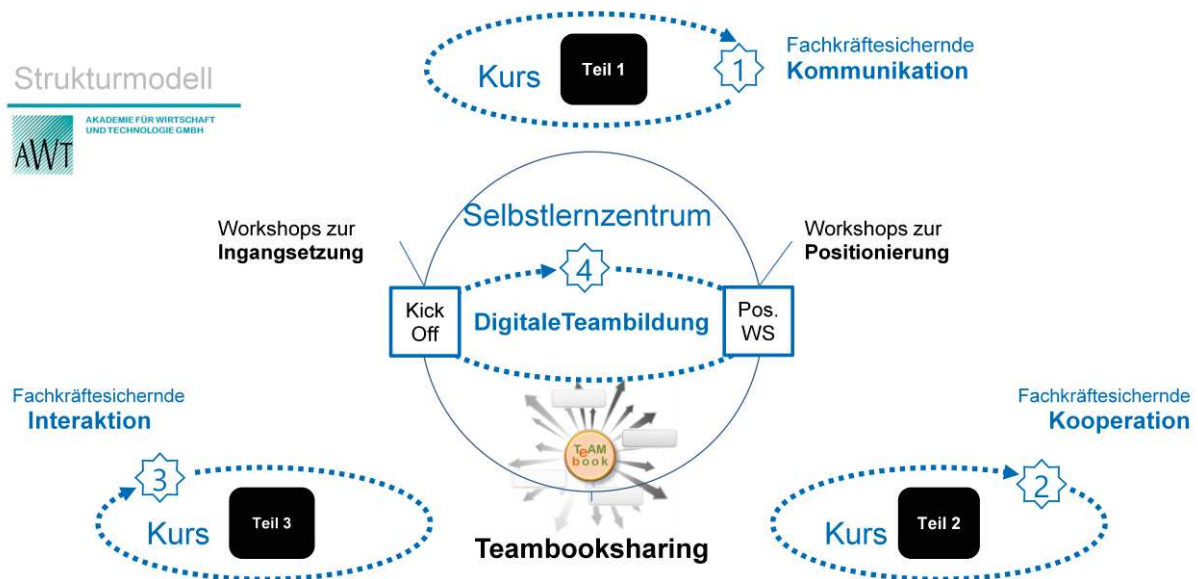 Strukturmodell
AWT
AKADEMIE FÜR WIRTSCHAFT
UND TECHNOLOGIE GMBH
Kurs
Teil 1
1
Fachkräftesichernde
Kommunikation
Selbstlernzentrum
Workshops zur
Ingangsetzung
Workshops zur
Positionierung
4
Kick
Off
DigitaleTeambildung
Pos.
WS
Fachkräftesichernde
Interaktion
Fachkräftesichernde
Kooperation
TeAM
book
3
Kurs
Teil 3
2
Kurs
Teil 2
Teambooksharing